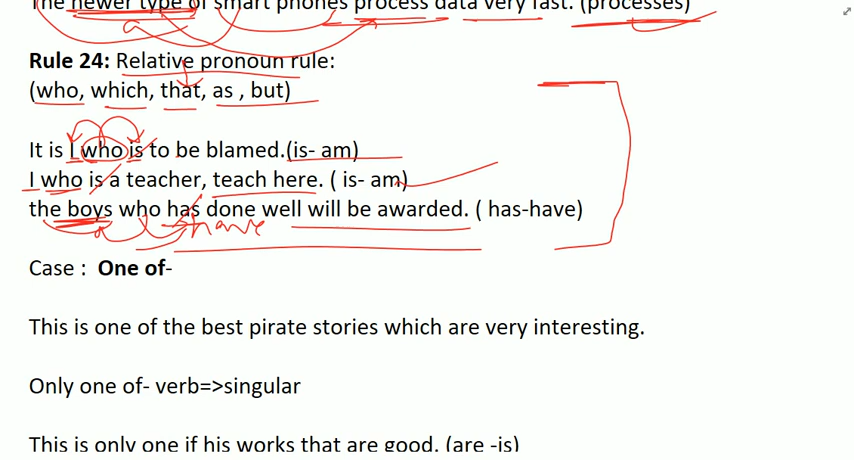 The newer type of smart phones process data very fast. (processes)
Rule 24: Relative pronoun rule:
(who, which, that, as , but)
It is I who is to be blamed.(is- am)
I who is a teacher, teach here. ( is- am)
the boys who has done well will be awarded. ( has-have)
have
Case : One of-
This is one of the best pirate stories which are very interesting.
Only one of- verb=>singular
This is only one if his works that are good. (are -is)